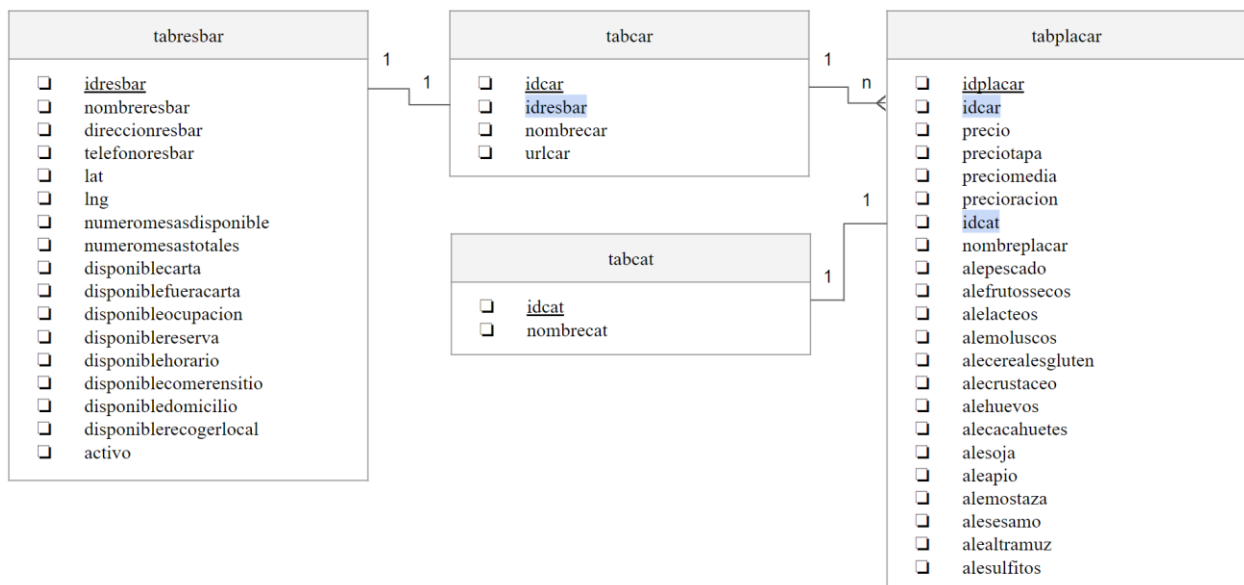 tabresbar
idresbar
nombreresbar
direccionresbar
telefonoresbar
lat
lng
numeromesasdisponible
numeromesastotales
disponiblecarta
disponiblefueracarta
disponibleocupacion
disponiblereserva
disponiblehorario
disponiblecomerensitio
disponibledomicilio
disponiblerecogerlocal
activo
1
1
tabcar
idcar
idresbar
nombrecar
urlcar
1
n
tabcat
idcat
nombrecat
1
1
tabplacar
idplacar
idcar
precio
preciotapa
preciomedia
precioracion
idcat
nombreplacar
alepescado
alefrutossecos
alelacteos
alemoluscos
alecerealesgluten
alecrustaceo
alehuevos
alecacahuetes
alesoja
aleapio
alemostaza
alesesamo
alealtramuz
alesulfitos